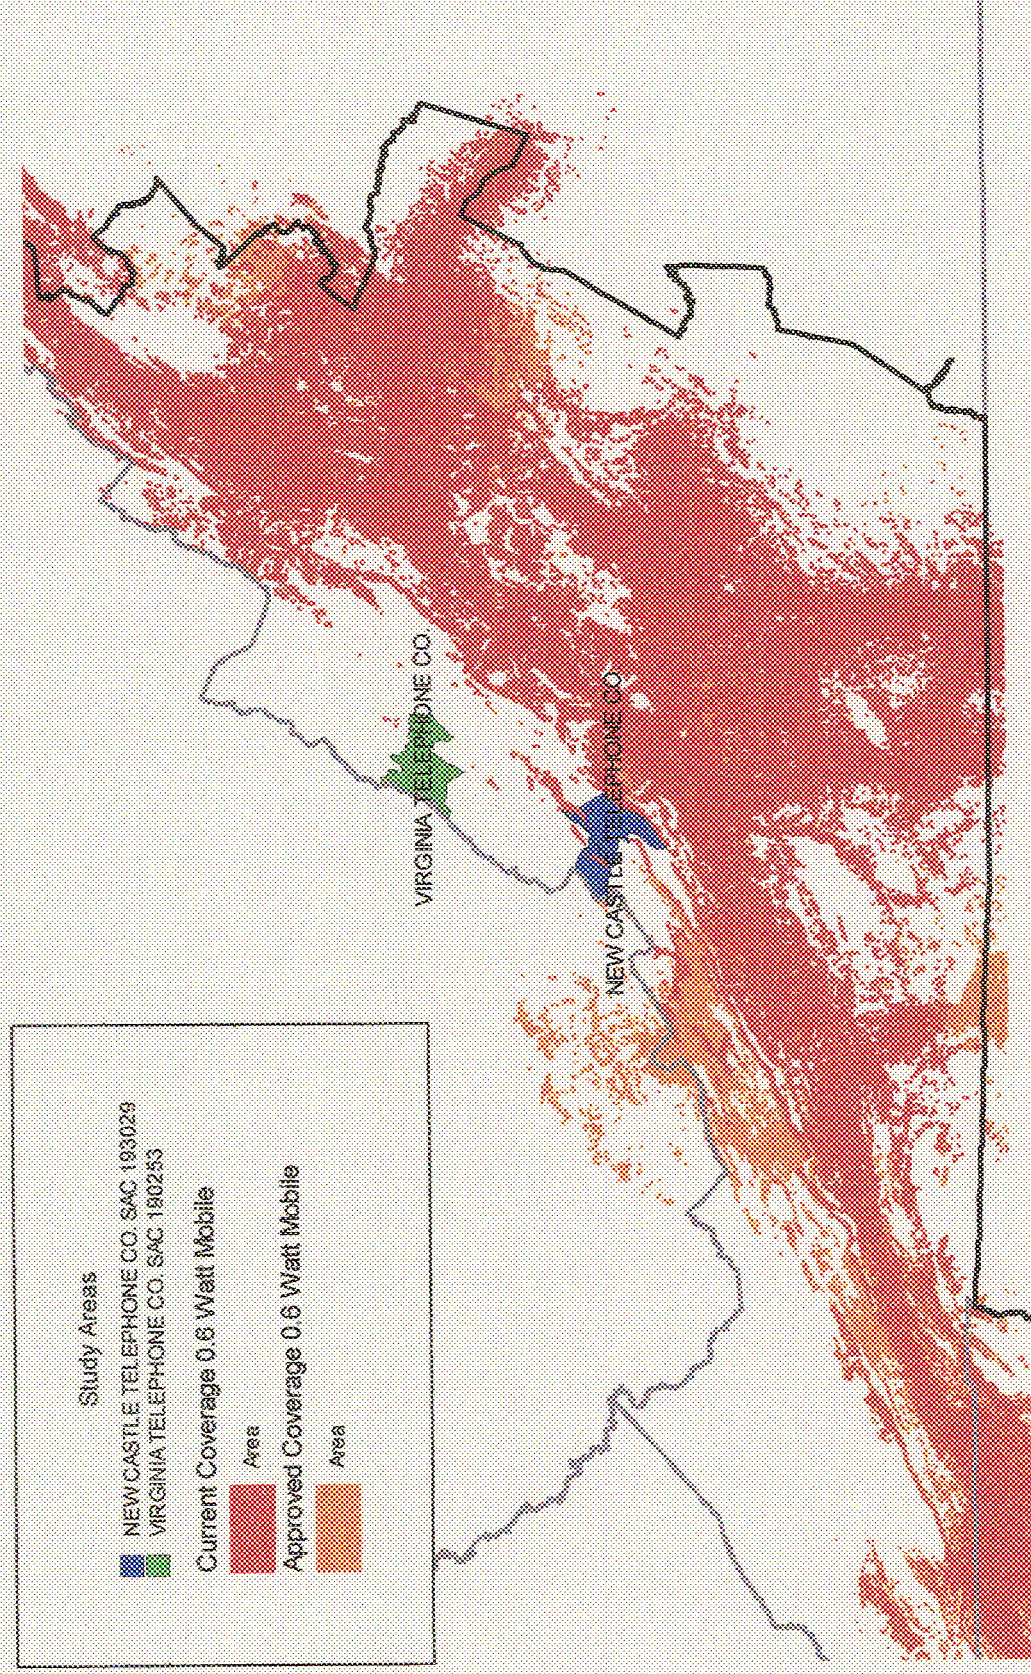 Study Areas
NEW CASTLE TELEPHONE CO. SAC 193029
VIRGINIA TELEPHONE CO. SAC 190253
Current Coverage 0.6 Watt Mobile
Area
Approved Coverage 0.6 Watt Mobile
Area
VIRGINIA TELEPHONE CO.
NEW CASTLE TELEPHONE CO.